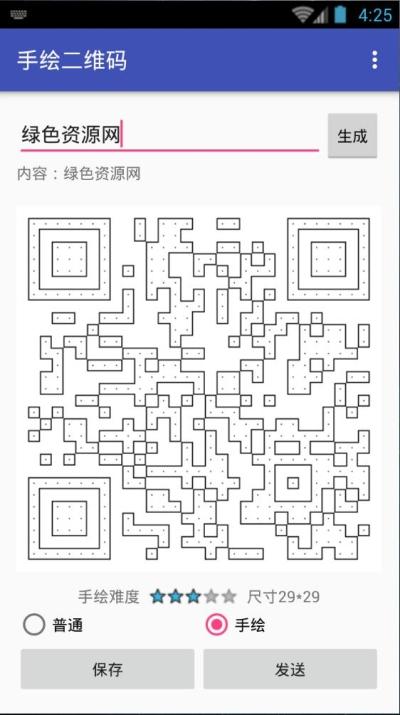 4:25
手绘二维码
绿色资源网
生成
内容：绿色资源网
手绘难度 尺寸29*29
普通 手绘
保存 发送